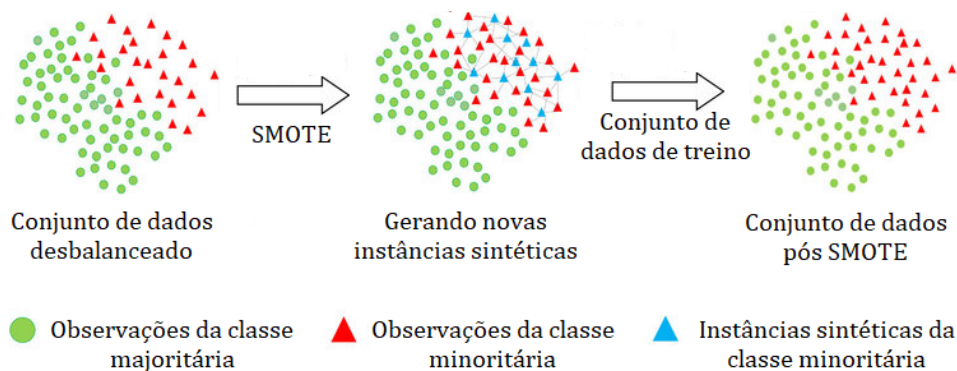 SMOTE
Conjunto de
dados de treino
Conjunto de dados
desbalanceado
Gerando novas
instâncias sintéticas
Conjunto de dados
pós SMOTE
Observações da classe
majoritária
Observações da classe
minoritária
Instâncias sintéticas da
classe minoritária